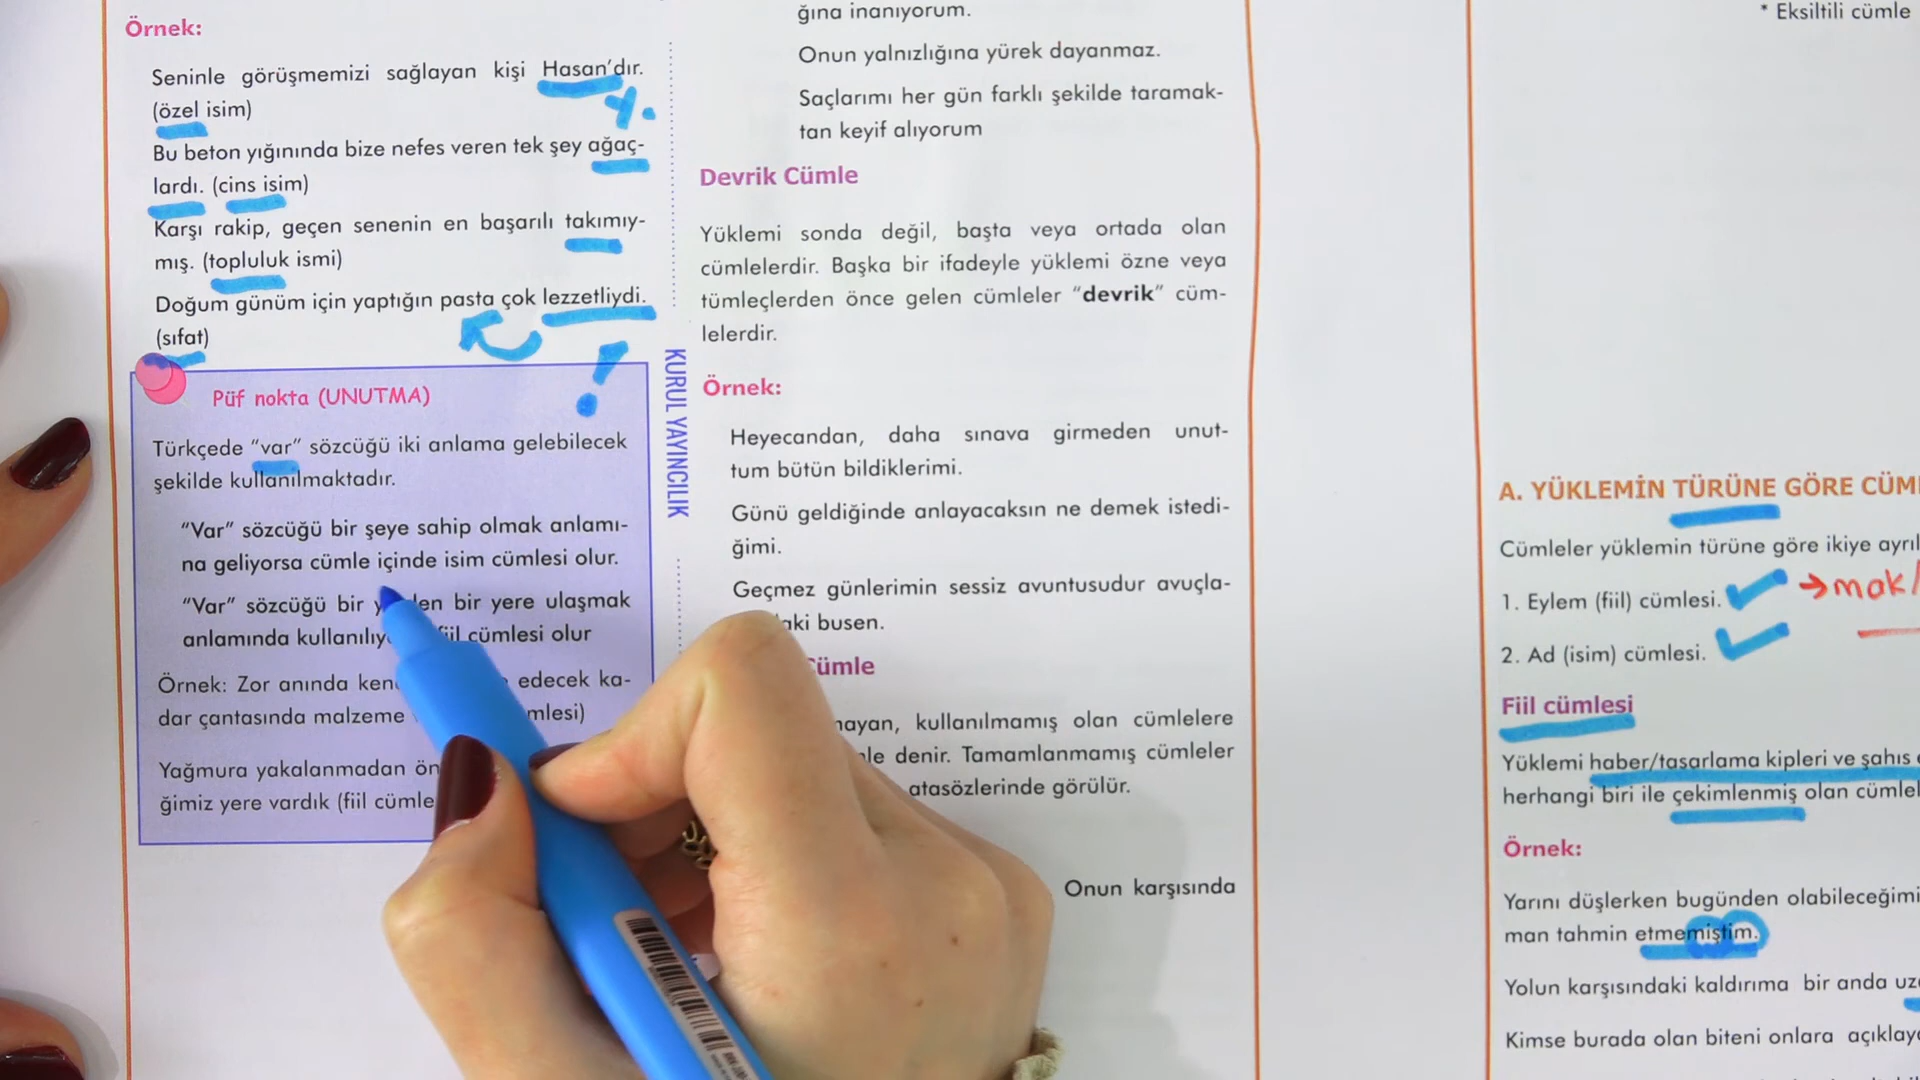 Örnek:
Seninle görüşmemizi sağlayan kişi Hasan’dır.
(özel isim)
Bu beton yığınında bize nefes veren tek şey ağaç-
lardı. (cins isim)
Karşı rakip, geçen senenin en başarılı takımıy-
mış. (topluluk ismi)
Doğum günüm için yaptığın pasta çok lezzetliydi.
(sıfat)
!
Püf nokta (UNUTMA)
Türkçede “var” sözcüğü iki anlama gelebilecek
şekilde kullanılmaktadır.
“Var” sözcüğü bir şeye sahip olmak anlamı-
na geliyorsa cümle içinde isim cümlesi olur.
“Var” sözcüğü bir bir yere ulaşmak
anlamında cümlesi olur
Örnek: Zor anında edecek ka-
dar çantasında malzeme
Yağmura yakalanmadan
ğimiz yere vardık (fiil
KURUL YAYINCILIK
ğına inanıyorum.
Onun yalnızlığına yürek dayanmaz.
Saçlarımı her gün farklı şekilde taramak-
tan keyif alıyorum
Devrik Cümle
Yüklemi sonda değil, başta veya ortada olan
cümlelerdir. Başka bir ifadeyle yüklemi özne veya
tümleçlerden önce gelen cümleler “devrik” cüm-
lelerdir.
Örnek:
Heyecandan, daha sınava girmeden unut-
tum bütün bildiklerimi.
Günü geldiğinde anlayacaksın ne demek istedi-
ğimi.
Geçmez günlerimin sessiz avuntusudur avuçla-
busen.
Cümle
kullanılmamış olan cümlelere
denir. Tamamlanmamış cümleler
atasözlerinde görülür.
Onun karşısında
* Eksiltili cümle
A. YÜKLEMİN TÜRÜNE GÖRE
Cümleler yüklemin türüne göre ikiye
1. Eylem (fiil) cümlesi. → mak/
2. Ad (isim) cümlesi.
Fiil cümlesi
Yüklemi haber/tasarlama kipleri ve şahıs
herhangi biri ile çekimlenmiş olan
Örnek:
Yarını düşlerken bugünden
man tahmin etmemiştim.
Yolun karşısındaki kaldırıma bir anda
Kimse burada olan biteni onlara